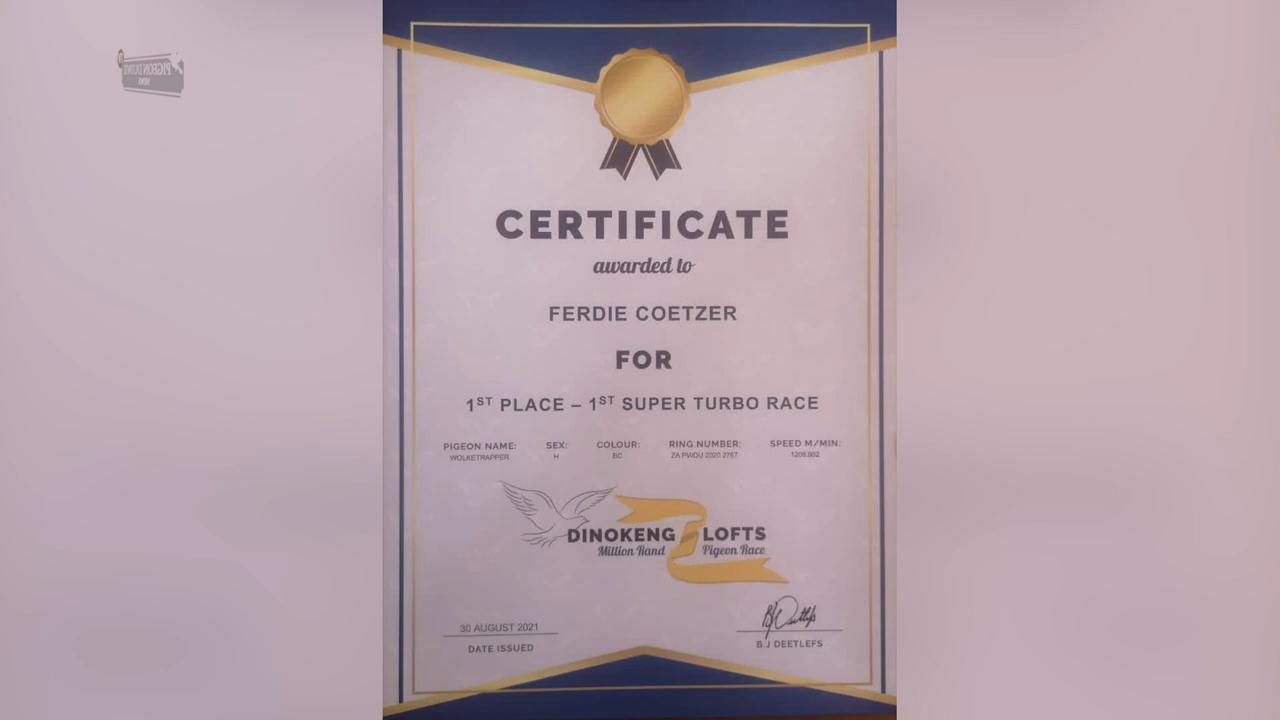 CERTIFICATE
awarded to
FERDIE COETZER
FOR
1ST PLACE – 1ST SUPER TURBO RACE
PIGEON NAME: SEX: COLOUR: RING NUMBER: SPEED M/MIN:
WOLKETRAPPER H BC ZA PWDU 2020 2767
DINOKENG LOFTS
Million Rand Pigeon Race
30 AUGUST 2021
DATE ISSUED
B.J DEETLEFS